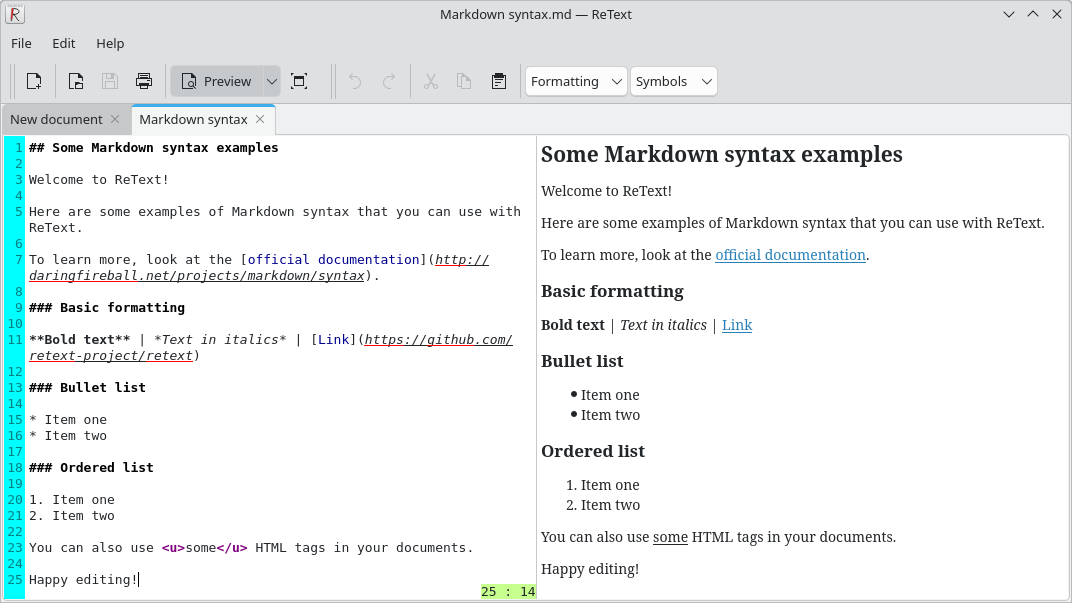 Markdown syntax.md — ReText
File Edit Help
Preview Formatting Symbols
New document Markdown syntax
1 ## Some Markdown syntax examples
2
3 Welcome to ReText!
4
5 Here are some examples of Markdown syntax that you can use with
ReText.
6
7 To learn more, look at the [official documentation](http://
daringfireball.net/projects/markdown/syntax).
8
9 ### Basic formatting
10
11 **Bold text** | *Text in italics* | [Link](https://github.com/
retext-project/retext)
12
13 ### Bullet list
14
15 * Item one
16 * Item two
17
18 ### Ordered list
19
20 1. Item one
21 2. Item two
22
23 You can also use <u>some</u> HTML tags in your documents.
24
25 Happy editing!
25 : 14
Some Markdown syntax examples
Welcome to ReText!
Here are some examples of Markdown syntax that you can use with ReText.
To learn more, look at the official documentation.
Basic formatting
Bold text | Text in italics | Link
Bullet list
• Item one
• Item two
Ordered list
1. Item one
2. Item two
You can also use some HTML tags in your documents.
Happy editing!